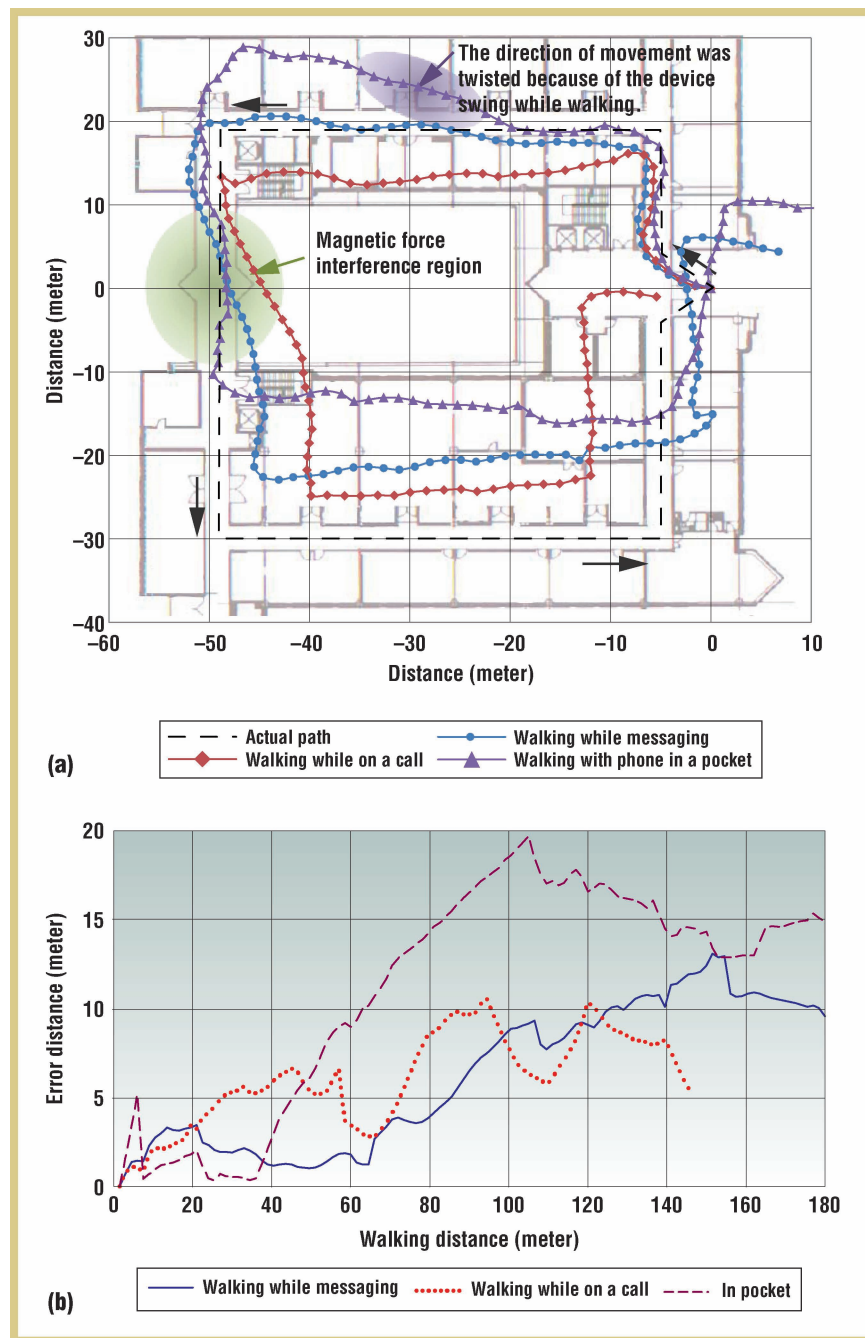 30
20
10
0
–10
–20
–30
–40
Distance (meter)
The direction of movement was
twisted because of the device
swing while walking.
Magnetic force
interference region
–60 –50 –40 –30 –20 –10 0 10
Distance (meter)
(a)
Actual path
Walking while messaging
Walking while on a call
Walking with phone in a pocket
20
15
10
5
0
Error distance (meter)
0 20 40 60 80 100 120 140 160 180
Walking distance (meter)
(b)
Walking while messaging
Walking while on a call
In pocket